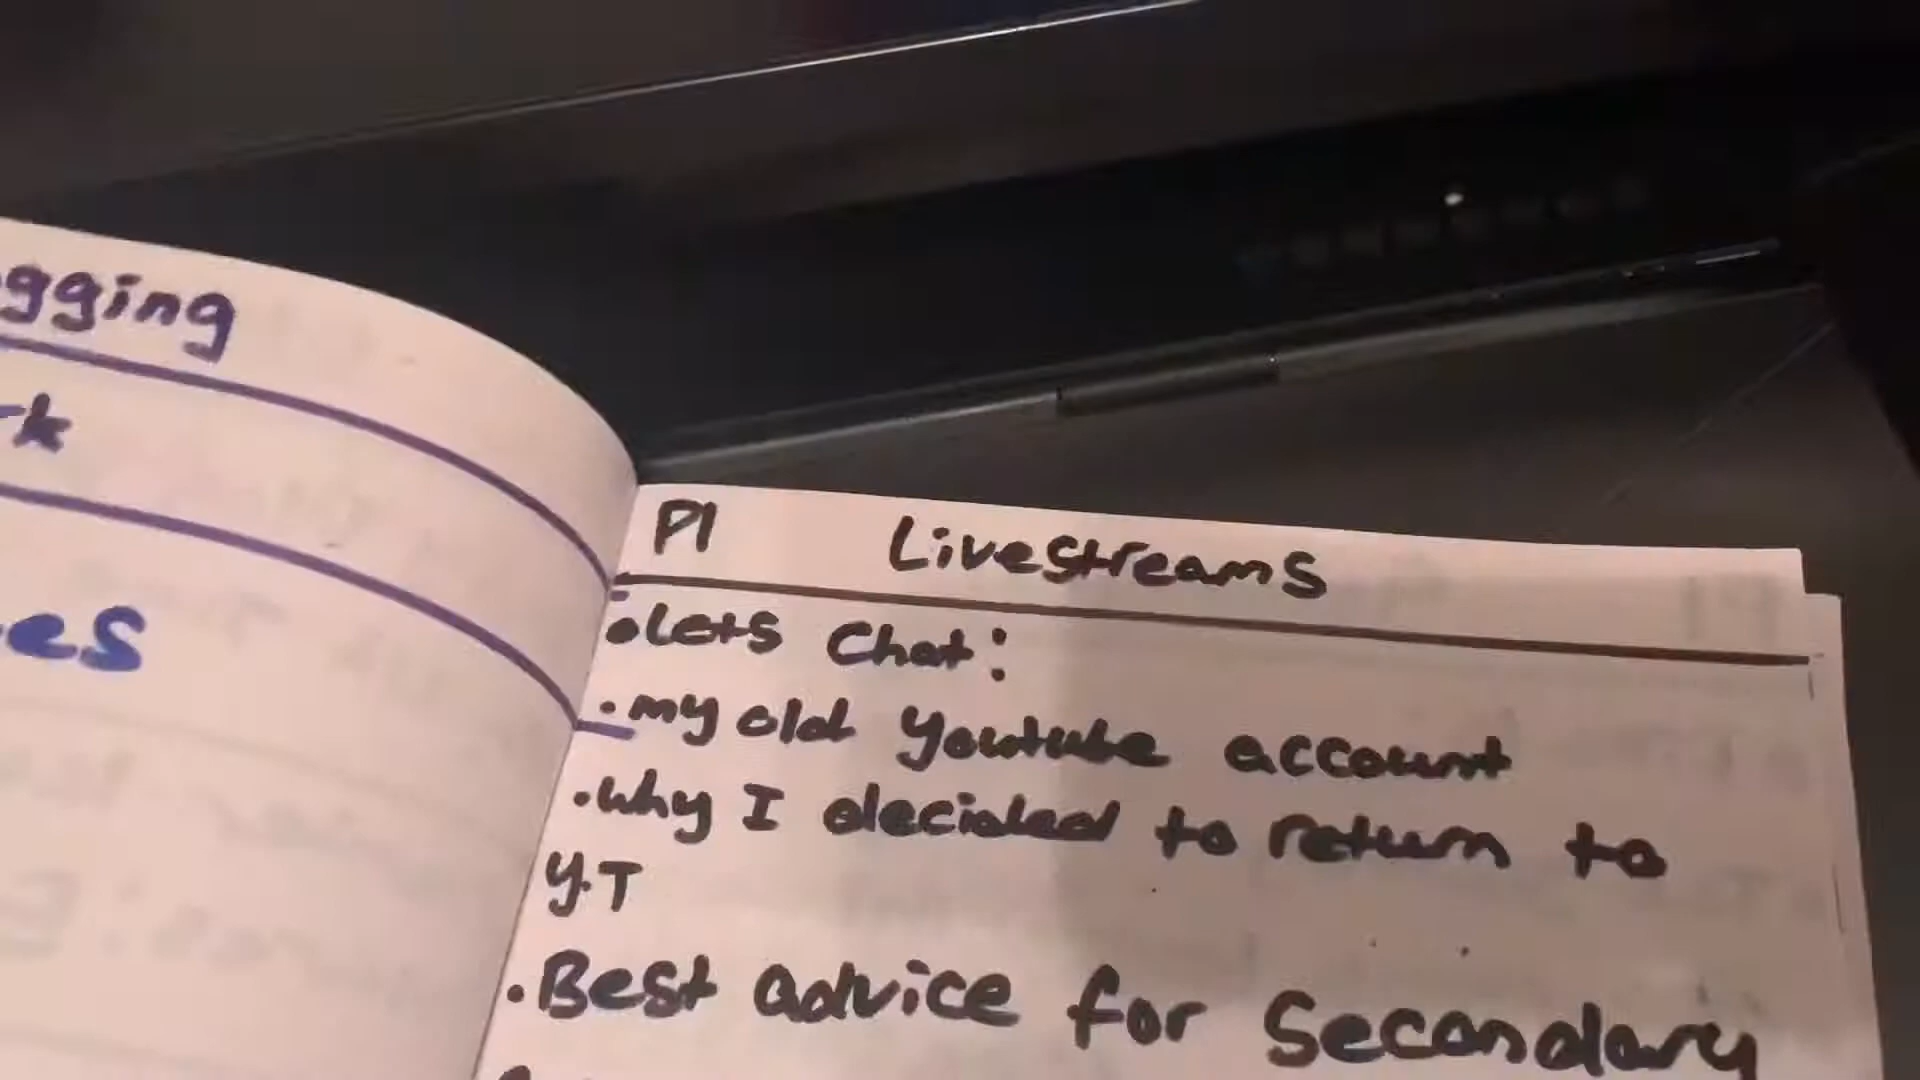 gging
rk
es
P1 Livestreams
•Lets Chat:
•my old Youtube account
•Why I decided to return to
Y.T
•Best advice for Secondary